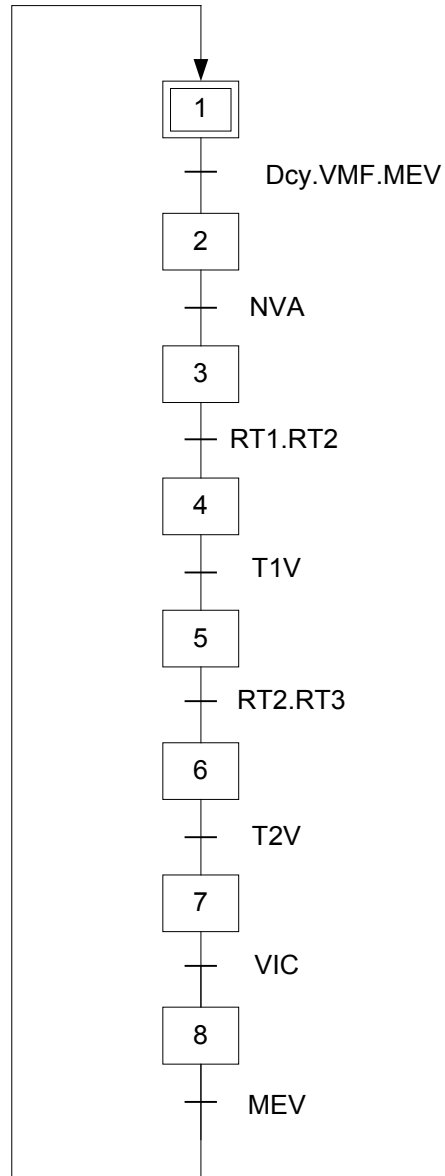 1
Dcy.VMF.MEV
2
NVA
3
RT1.RT2
4
T1V
5
RT2.RT3
6
T2V
7
VIC
8
MEV